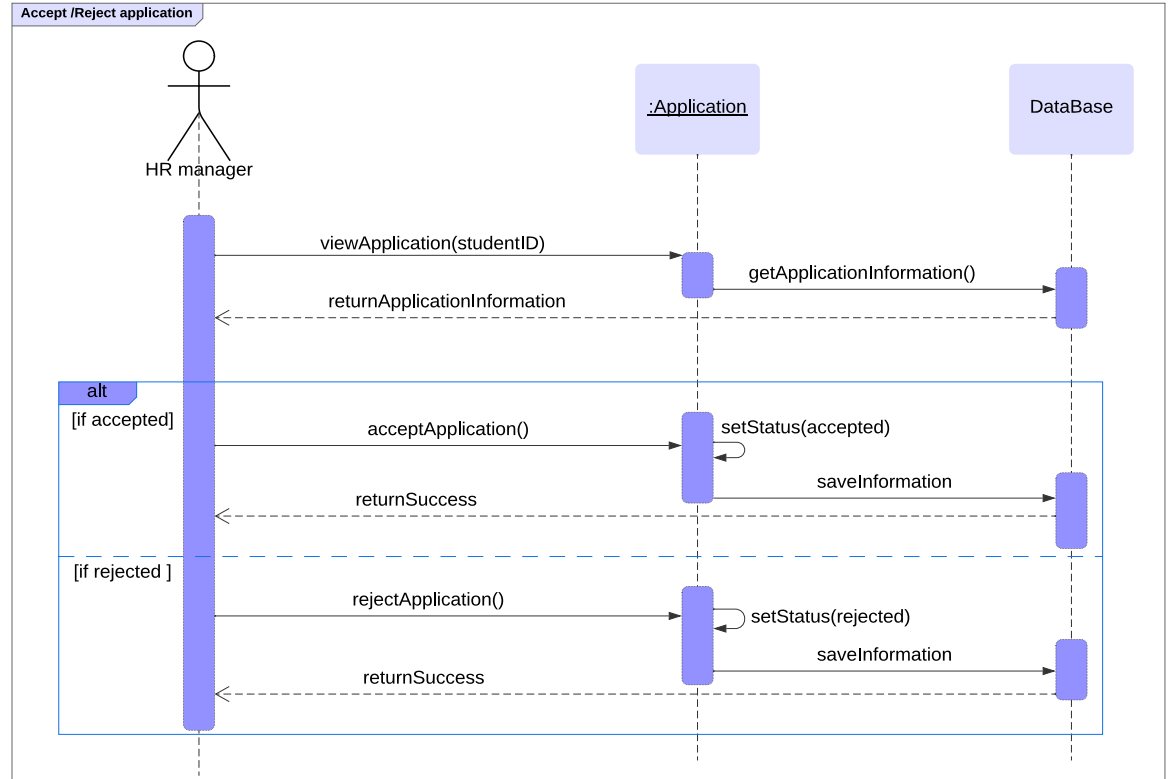 Accept /Reject application
:Application
DataBase
HR manager
viewApplication(studentID)
getApplicationInformation()
returnApplicationInformation
alt
[if accepted]
acceptApplication()
setStatus(accepted)
saveInformation
returnSuccess
[if rejected ]
rejectApplication()
setStatus(rejected)
saveInformation
returnSuccess